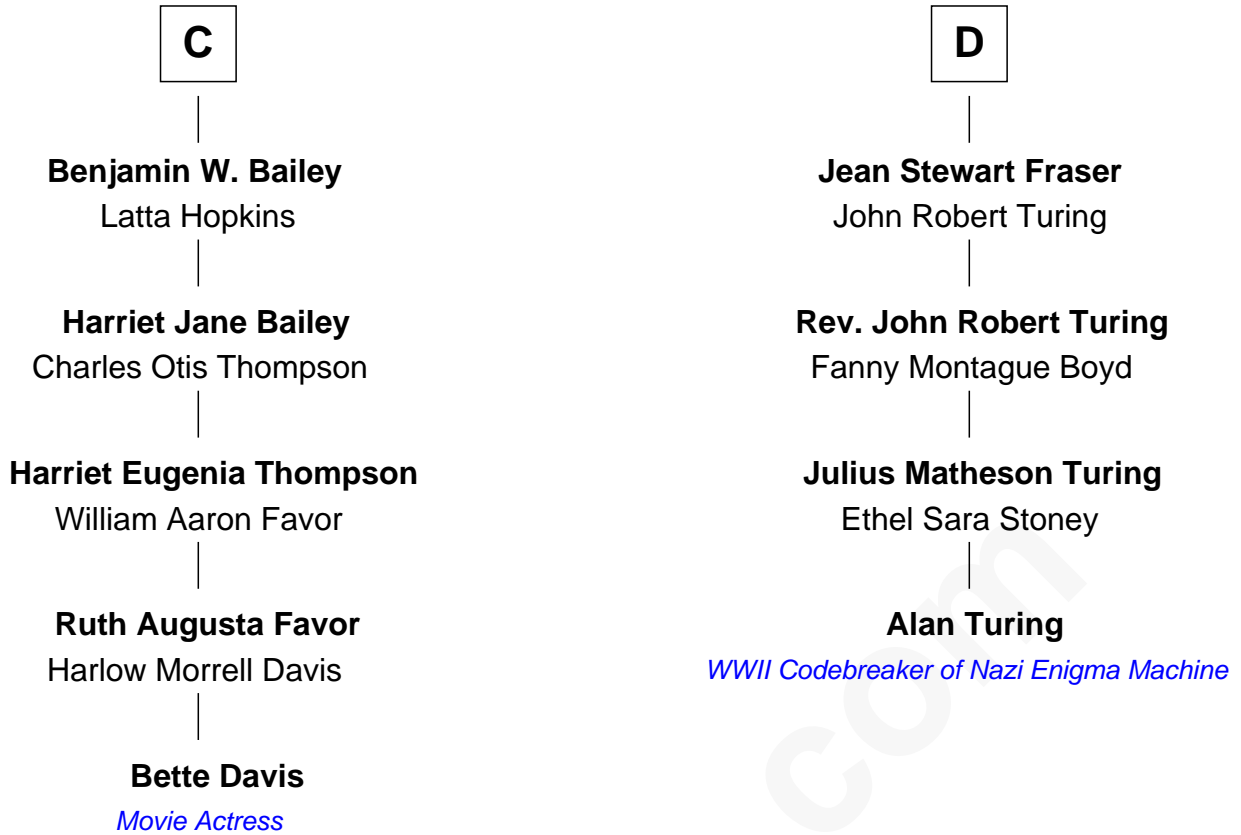 C
Benjamin W. Bailey
Latta Hopkins
Harriet Jane Bailey
Charles Otis Thompson
Harriet Eugenia Thompson
William Aaron Favor
Ruth Augusta Favor
Harlow Morrell Davis
Bette Davis
Movie Actress
D
Jean Stewart Fraser
John Robert Turing
Rev. John Robert Turing
Fanny Montague Boyd
Julius Matheson Turing
Ethel Sara Stoney
Alan Turing
WWII Codebreaker of Nazi Enigma Machine
com